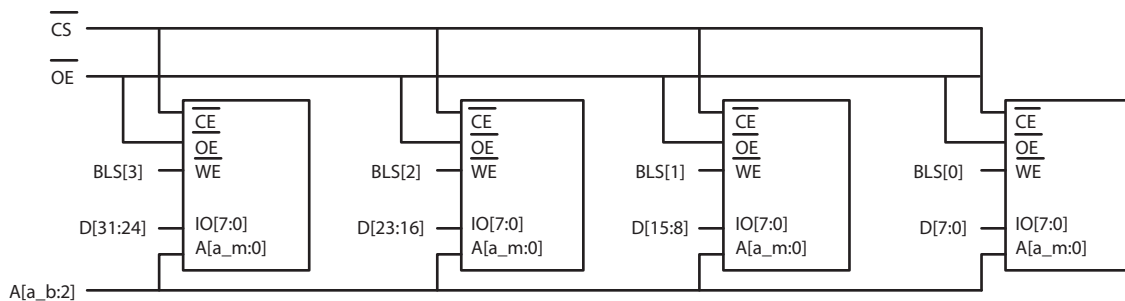 CS
OE
CE
OE
WE
IO[7:0]
A[a_m:0]
BLS[3]
D[31:24]
CE
OE
WE
IO[7:0]
A[a_m:0]
BLS[2]
D[23:16]
CE
OE
WE
IO[7:0]
A[a_m:0]
BLS[1]
D[15:8]
CE
OE
WE
IO[7:0]
A[a_m:0]
BLS[0]
D[7:0]
A[a_b:2]